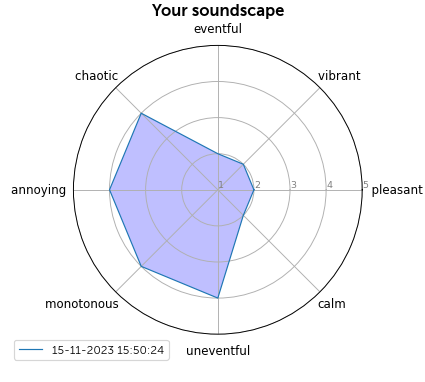 Your soundscape
eventful
chaotic
vibrant
annoying
1 2 3 4 5
pleasant
monotonous
calm
uneventful
15-11-2023 15:50:24